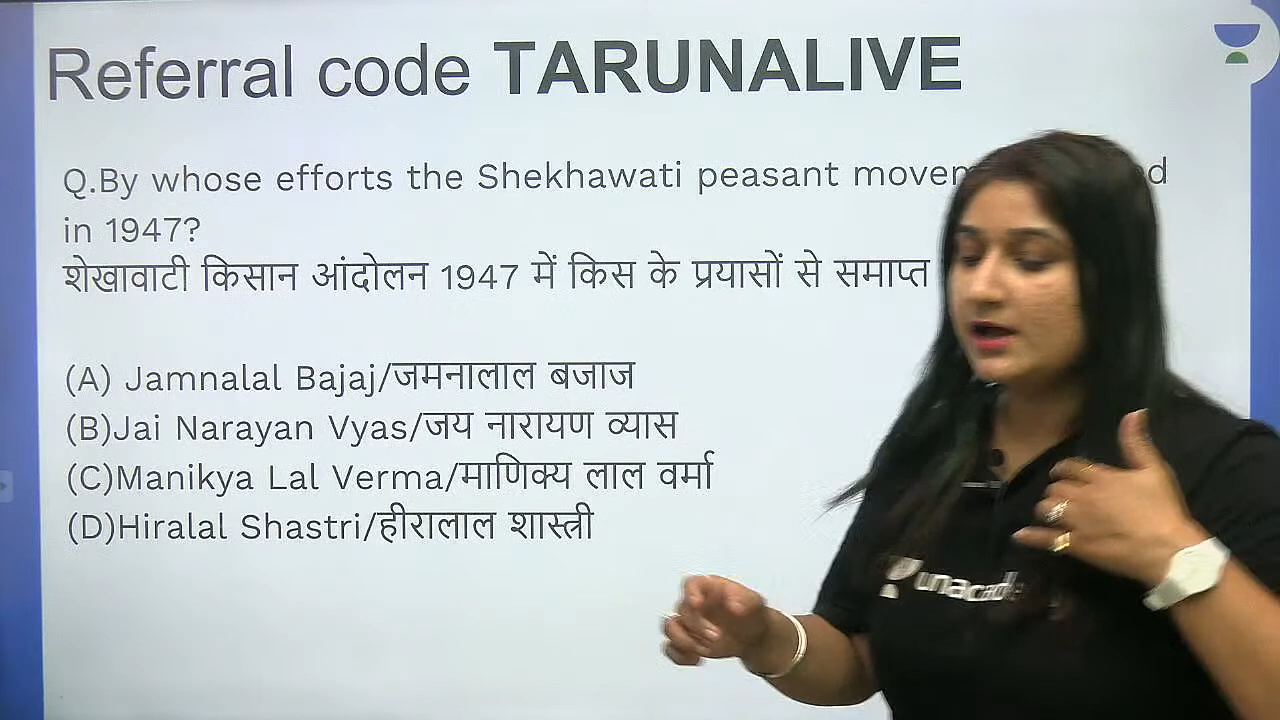 Referral code TARUNALIVE
Q.By whose efforts the Shekhawati peasant movem
in 1947?
शेखावाटी किसान आंदोलन 1947 में किस के प्रयासों से समाप्त
(A) Jamnalal Bajaj/जमनालाल बजाज
(B)Jai Narayan Vyas/जय नारायण व्यास
(C)Manikya Lal Verma/माणिक्य लाल वर्मा
(D)Hiralal Shastri/हीरालाल शास्त्री
unacad